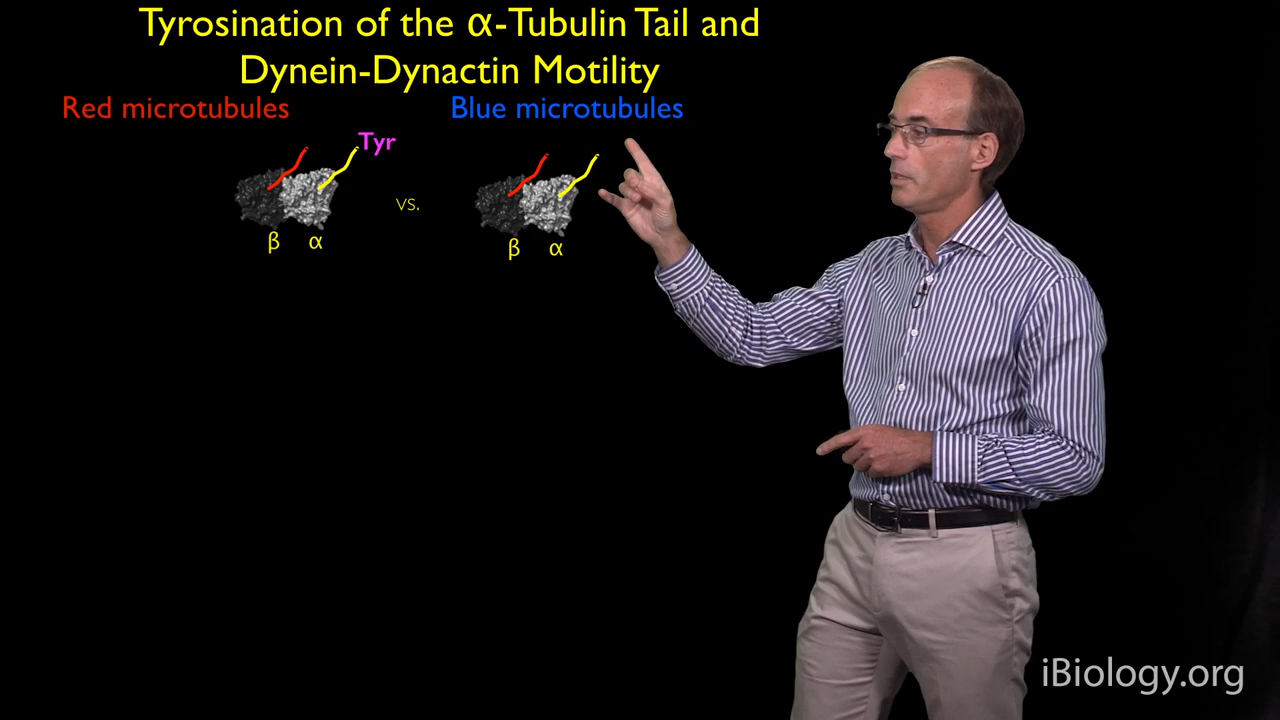 Tyrosination of the α-Tubulin Tail and
Dynein-Dynactin Motility
Red microtubules
Blue microtubules
Tyr
vs.
β α
β α
iBiology.org